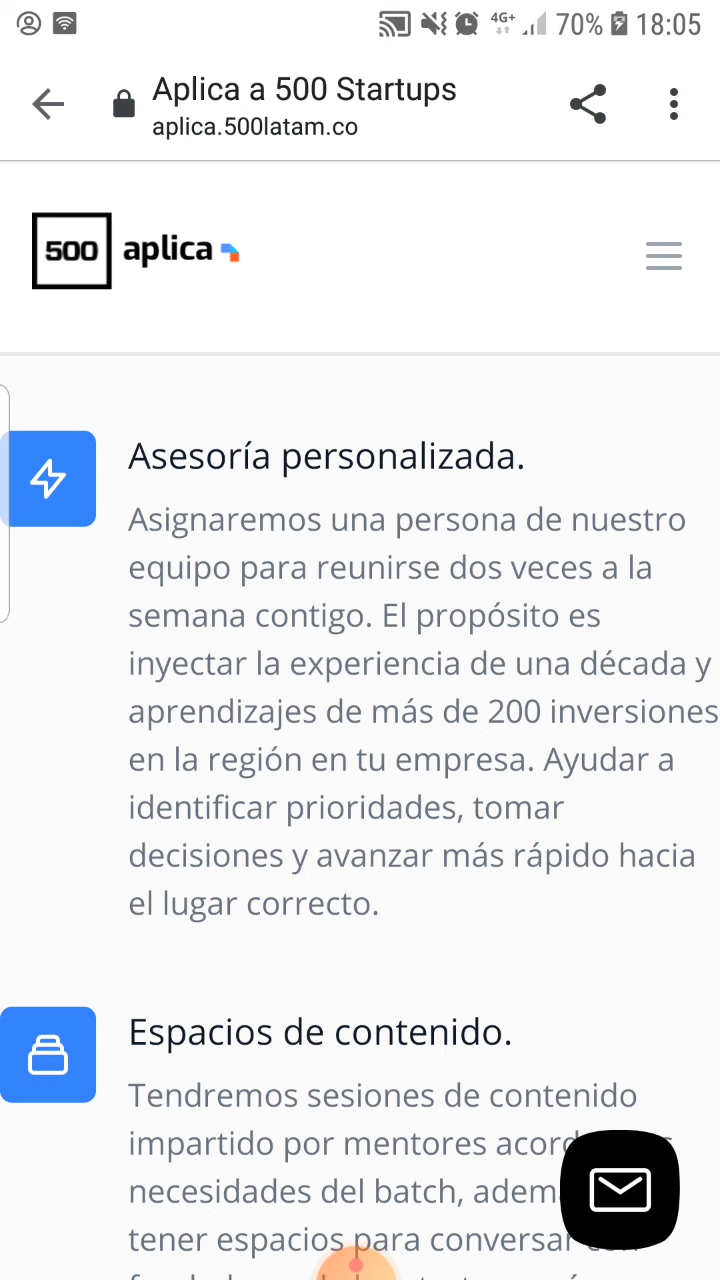 4G+ 70% 18:05
Aplica a 500 Startups
aplica.500latam.co
500 aplica
Asesoría personalizada.
Asignaremos una persona de nuestro
equipo para reunirse dos veces a la
semana contigo. El propósito es
inyectar la experiencia de una década y
aprendizajes de más de 200 inversiones
en la región en tu empresa. Ayudar a
identificar prioridades, tomar
decisiones y avanzar más rápido hacia
el lugar correcto.
Espacios de contenido.
Tendremos sesiones de contenido
impartido por mentores
necesidades del batch,
tener espacios para conversar